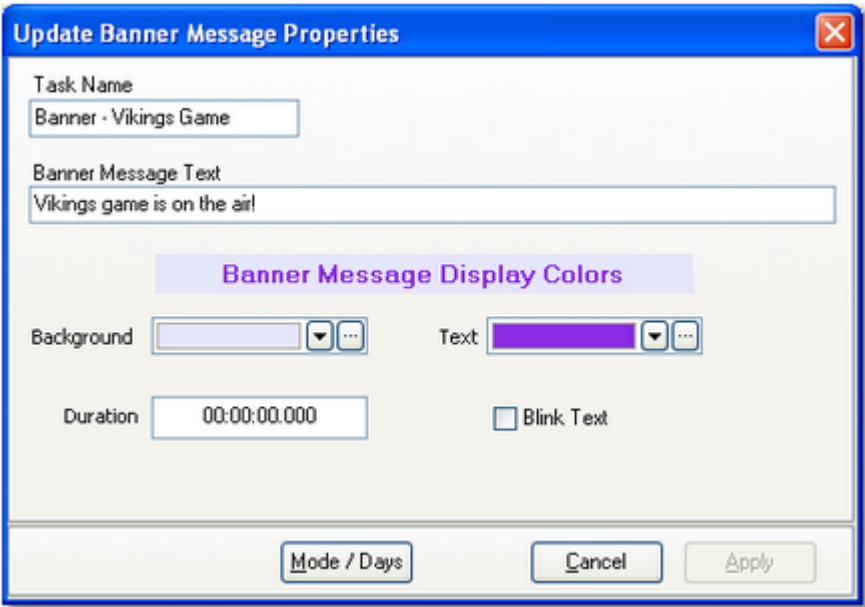 Update Banner Message Properties
Task Name
Banner - Vikings Game
Banner Message Text
Vikings game is on the air!
Banner Message Display Colors
Background
Text
Duration 00:00:00.000
Blink Text
Mode / Days Cancel Apply